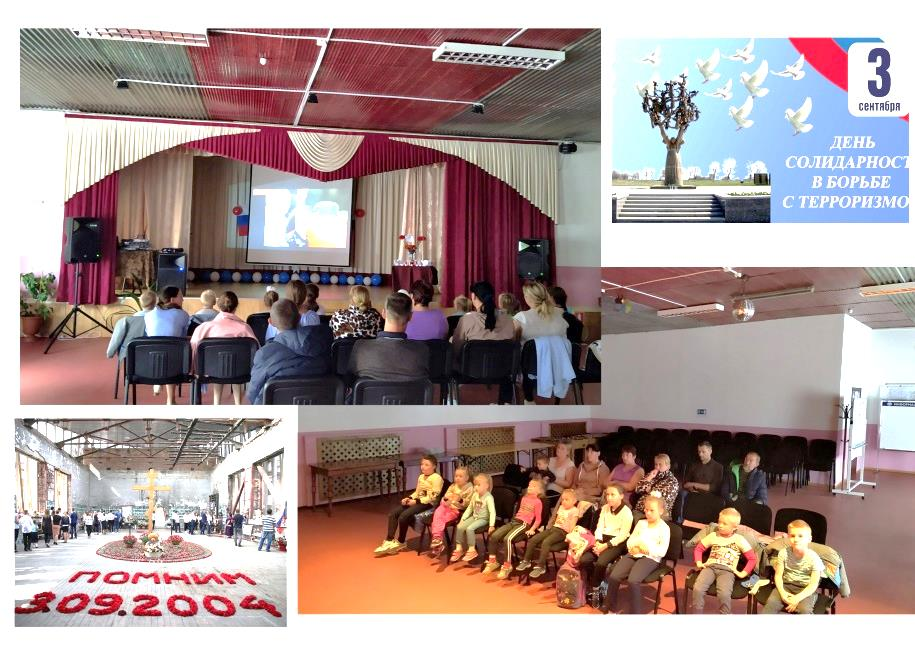 3
сентября
ДЕНЬ
СОЛИДАРНОСТ
В БОРЬБЕ
С ТЕРРОРИЗМО
ПОМНИМ
3.09.2004